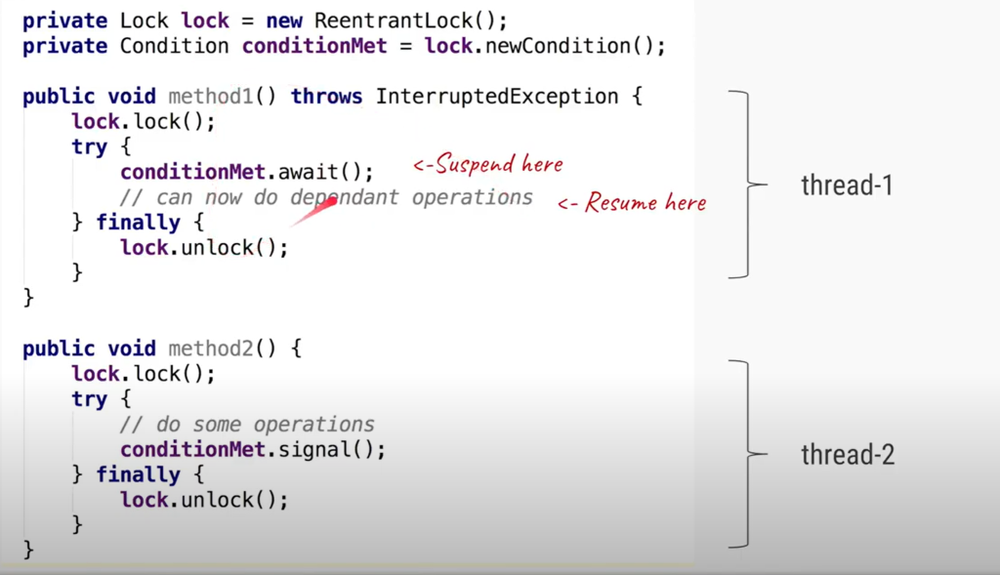 private Lock lock = new ReentrantLock();
private Condition conditionMet = lock.newCondition();
public void method1() throws InterruptedException {
lock.lock();
try {
conditionMet.await(); <-Suspend here
// can now do dependant operations <- Resume here
} finally {
lock.unlock();
}
}
thread-1
public void method2() {
lock.lock();
try {
// do some operations
conditionMet.signal();
} finally {
lock.unlock();
}
}
thread-2